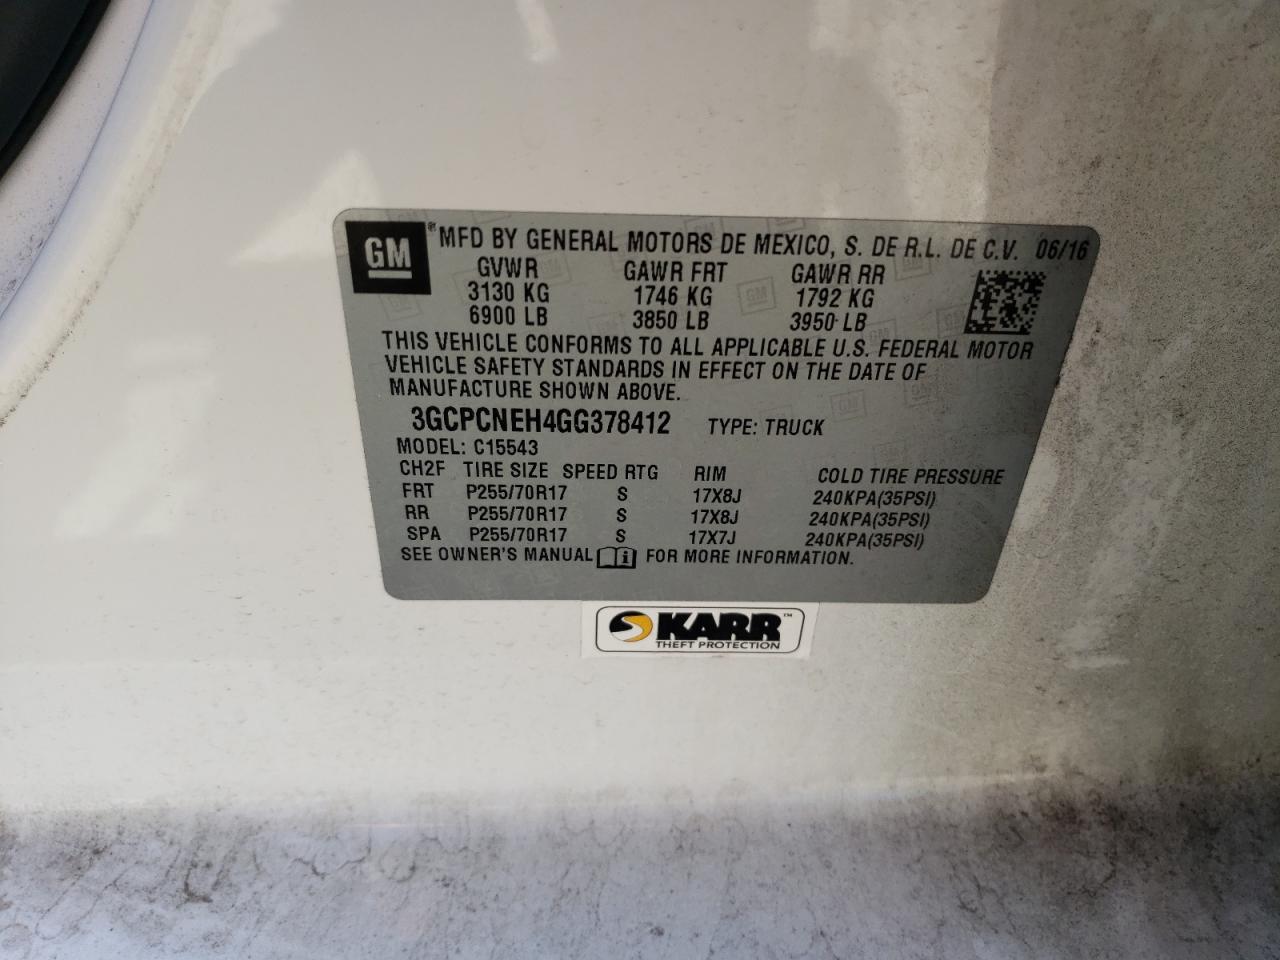 GM ® MFD BY GENERAL MOTORS DE MEXICO, S. DE R.L. DE C.V. 06/16
GVWR GAWR FRT GAWR RR
3130 KG 1746 KG 1792 KG
6900 LB 3850 LB 3950 LB
THIS VEHICLE CONFORMS TO ALL APPLICABLE U.S. FEDERAL MOTOR
VEHICLE SAFETY STANDARDS IN EFFECT ON THE DATE OF
MANUFACTURE SHOWN ABOVE.
3GCPCNEH4GG378412 TYPE: TRUCK
MODEL: C15543
CH2F TIRE SIZE SPEED RTG RIM COLD TIRE PRESSURE
FRT P255/70R17 S 17X8J 240KPA(35PSI)
RR P255/70R17 S 17X8J 240KPA(35PSI)
SPA P255/70R17 S 17X7J 240KPA(35PSI)
SEE OWNER'S MANUAL FOR MORE INFORMATION.
KARR™
THEFT PROTECTION